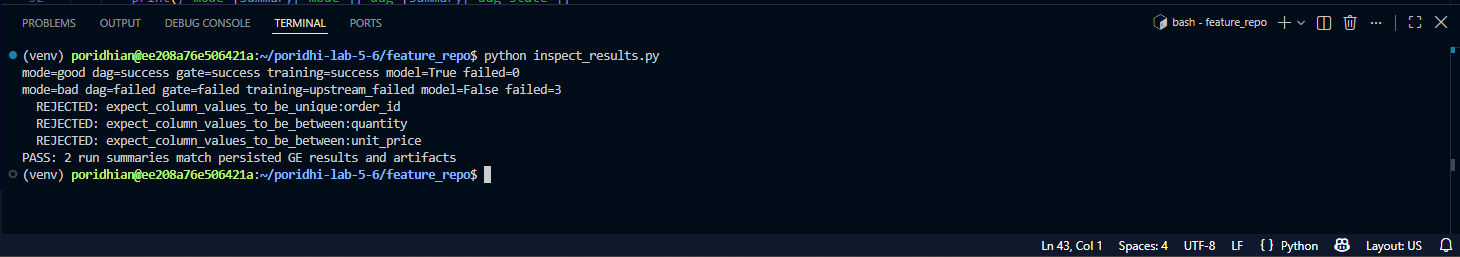 PROBLEMS OUTPUT DEBUG CONSOLE TERMINAL PORTS bash - feature_repo
(venv) poridhian@ee208a76e506421a:~/poridhi-lab-5-6/feature_repo$ python inspect_results.py
mode=good dag=success gate=success training=success model=True failed=0
mode=bad dag=failed gate=failed training=upstream_failed model=False failed=3
REJECTED: expect_column_values_to_be_unique:order_id
REJECTED: expect_column_values_to_be_between:quantity
REJECTED: expect_column_values_to_be_between:unit_price
PASS: 2 run summaries match persisted GE results and artifacts
(venv) poridhian@ee208a76e506421a:~/poridhi-lab-5-6/feature_repo$
Ln 43, Col 1 Spaces: 4 UTF-8 LF { } Python Layout: US